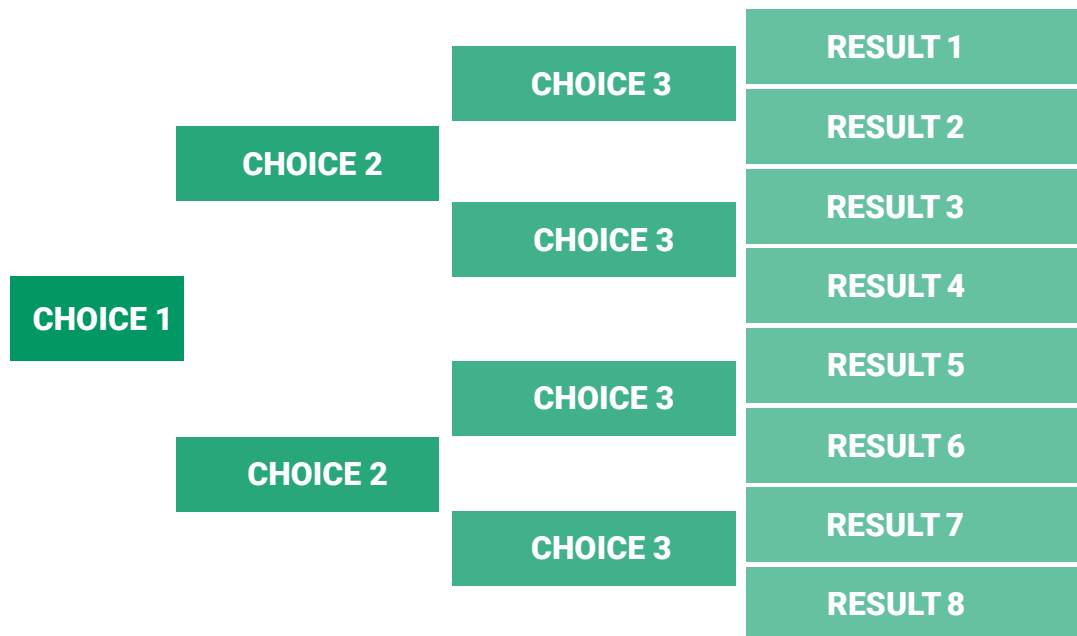 RESULT 1
CHOICE 3
RESULT 2
CHOICE 2
RESULT 3
CHOICE 3
RESULT 4
CHOICE 1
RESULT 5
CHOICE 3
RESULT 6
CHOICE 2
RESULT 7
CHOICE 3
RESULT 8